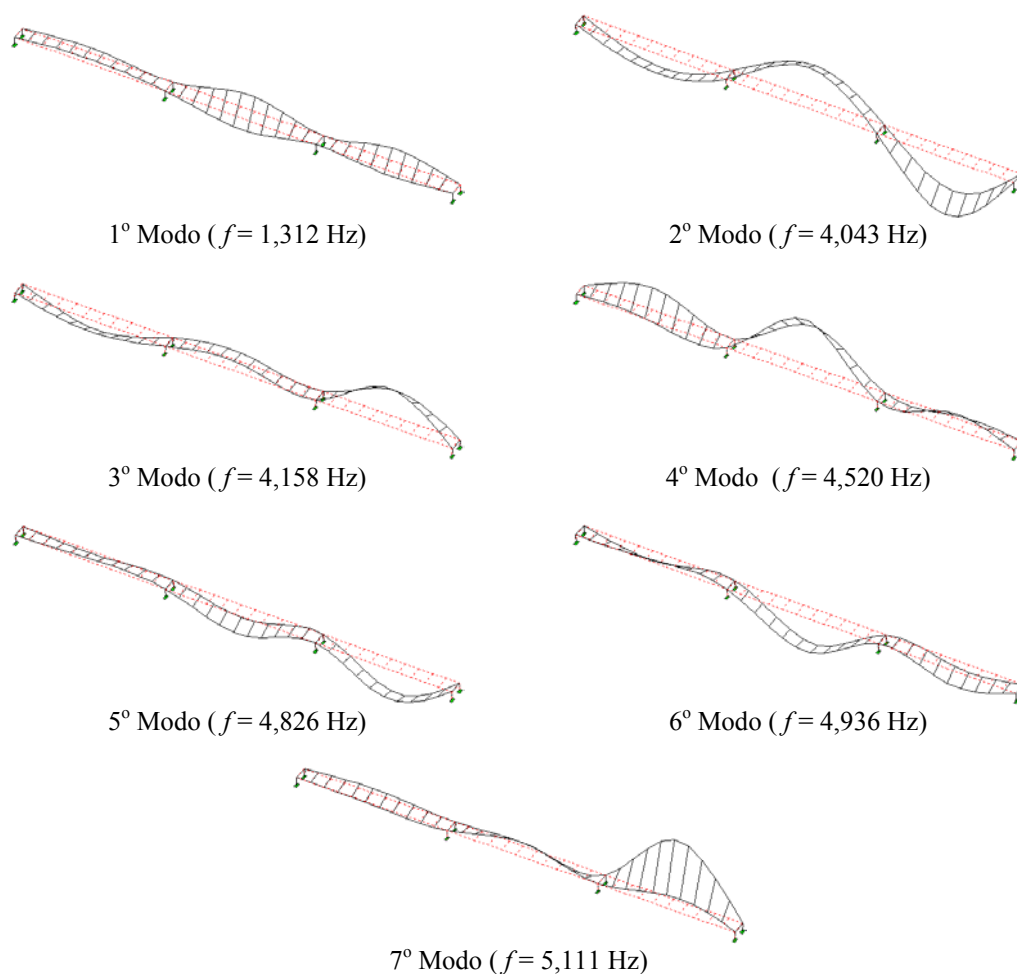 1º Modo ( f = 1,312 Hz)
2º Modo ( f = 4,043 Hz)
3º Modo ( f = 4,158 Hz)
4º Modo ( f = 4,520 Hz)
5º Modo ( f = 4,826 Hz)
6º Modo ( f = 4,936 Hz)
7º Modo ( f = 5,111 Hz)